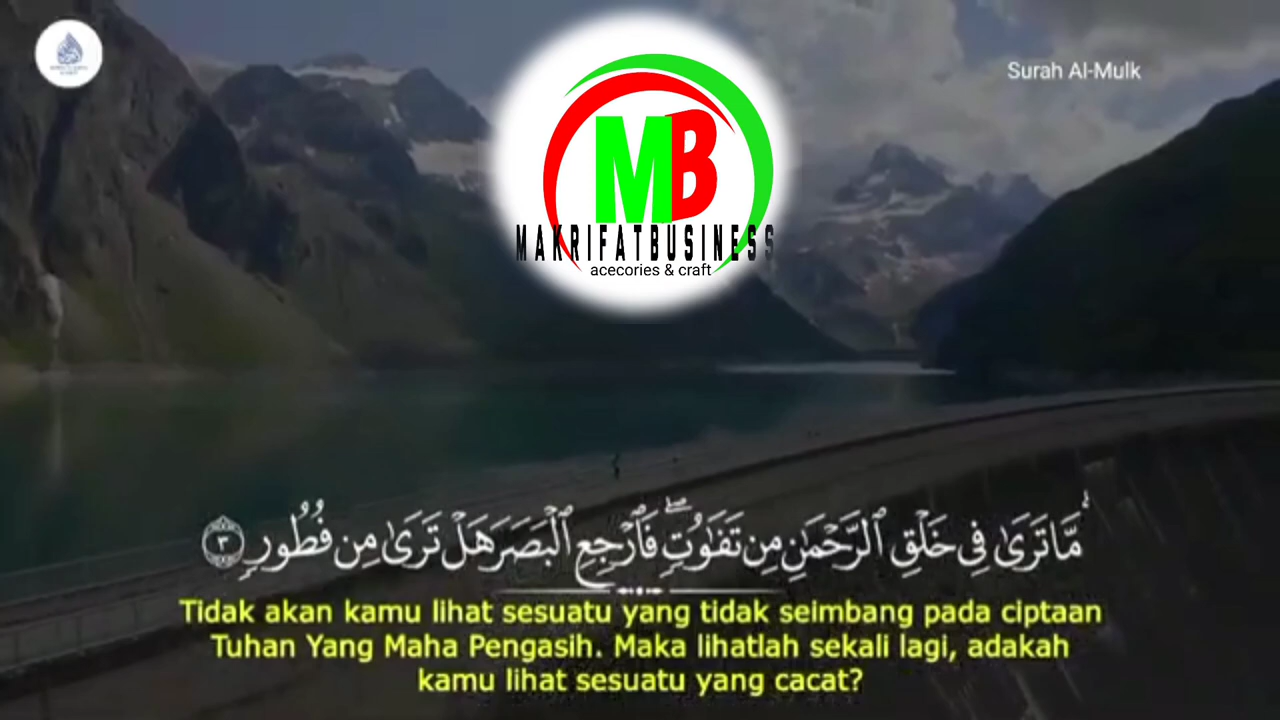 Surah Al-Mulk
MB
MAKRIFATBUSINESS
acecories & craft
مَّا تَرَىٰ فِي خَلْقِ ٱلرَّحْمَـٰنِ مِن تَفَـٰوُتٍۖ فَٱرْجِعِ ٱلْبَصَرَ هَلْ تَرَىٰ مِن فُطُورٍ ٣
Tidak akan kamu lihat sesuatu yang tidak seimbang pada ciptaan
Tuhan Yang Maha Pengasih. Maka lihatlah sekali lagi, adakah
kamu lihat sesuatu yang cacat?